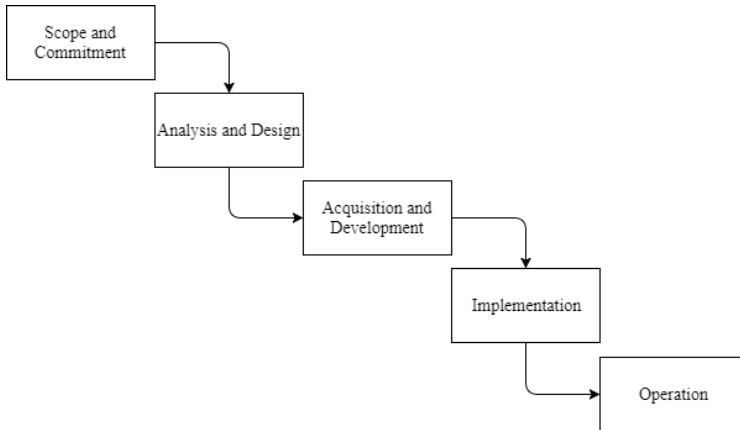 Scope and
Commitment
Analysis and Design
Acquisition and
Development
Implementation
Operation